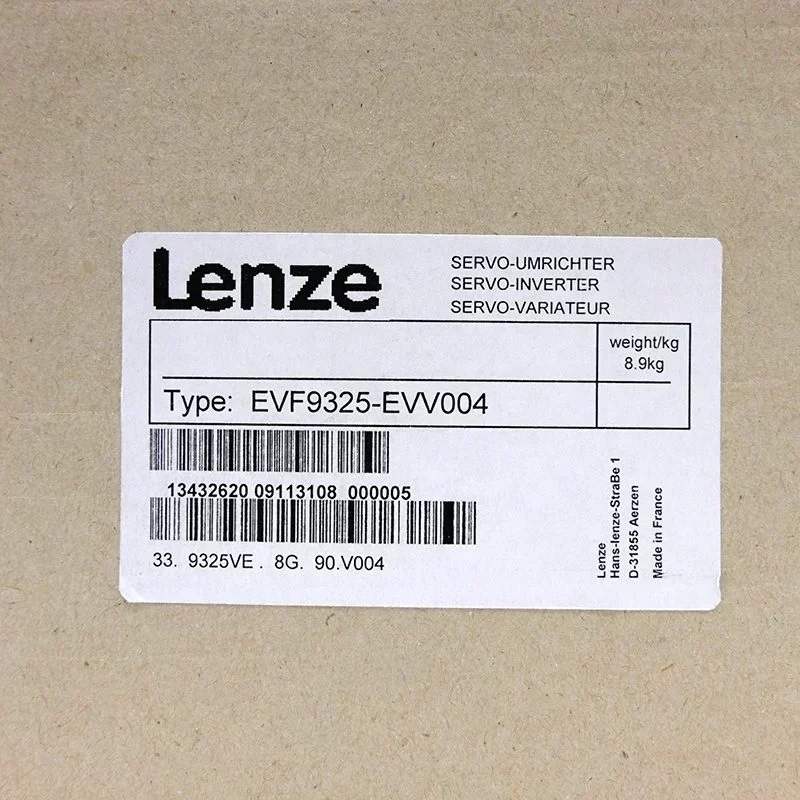 Lenze
SERVO-UMRICHTER
SERVO-INVERTER
SERVO-VARIATEUR
weight/kg
8.9kg
Type: EVF9325-EVV004
13432620 09113108 000005
33. 9325VE . 8G. 90.V004
Lenze
Hans-lenze-StraBe 1
D-31855 Aerzen
Made in France